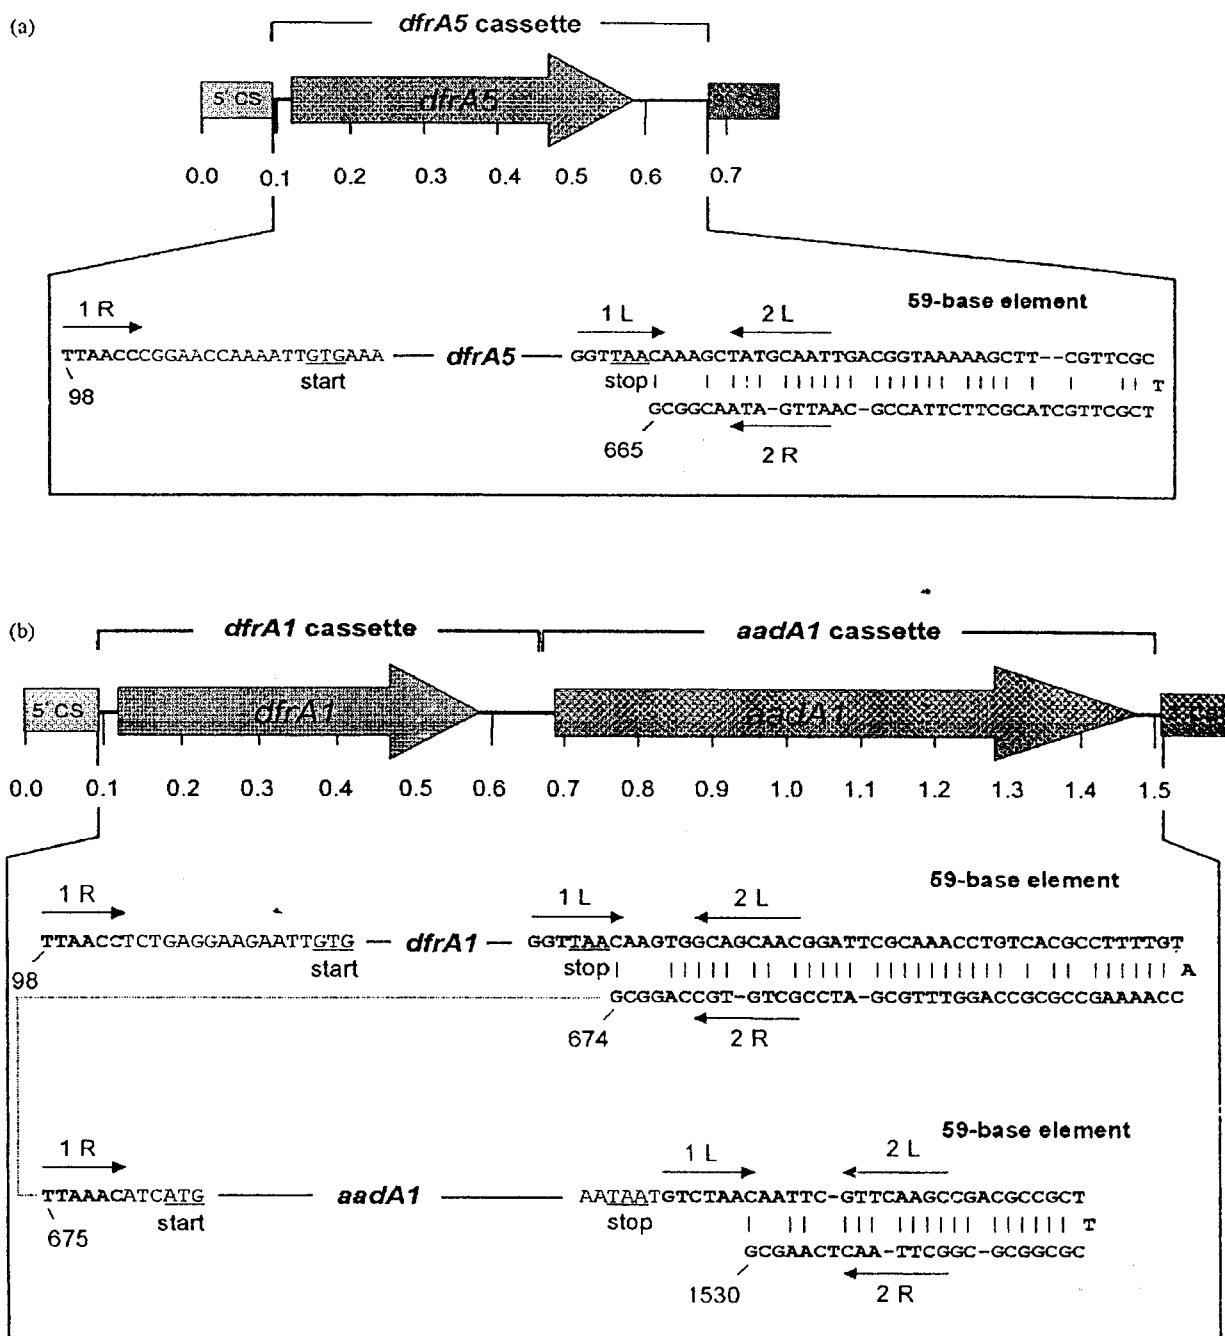 (a)
dfrA5 cassette
5' CS
dfrA5
0.0 0.1 0.2 0.3 0.4 0.5 0.6 0.7
59-base element
1 R 1 L 2 L
TTAACCCGGAACCAAAATTGTGAAA dfrA5 GGTTAACAAAGCTATGCAATTGACGGTAAAAAGCTT--CGTTCGC
98 start stop T
GCGGCAATA-GTTAAC-GCCATTCTTCGCATCGTTCGCT
665 2 R
(b)
dfrA1 cassette aadA1 cassette
5' CS
dfrA1 aadA1
0.0 0.1 0.2 0.3 0.4 0.5 0.6 0.7 0.8 0.9 1.0 1.1 1.2 1.3 1.4 1.5
59-base element
1 R 1 L 2 L
TTAACCTCTGAGGAAGAATTGTG dfrA1 GGTTAACAAGTGGCAGCAACGGATTCGCAAACCTGTCACGCCTTTTGT
98 start stop A
GCGGACCGT-GTCGCCTA-GCGTTTGGACCGCGCCGAAAACC
674 2 R
59-base element
1 R 1 L 2 L
TTAAACATCATG aadA1 AATAATGTCTAACAATTC-GTTCAAGCCGACGCCGCT
675 start stop T
GCGAACTCAA-TTCGGC-GCGGCGC
1530 2 R